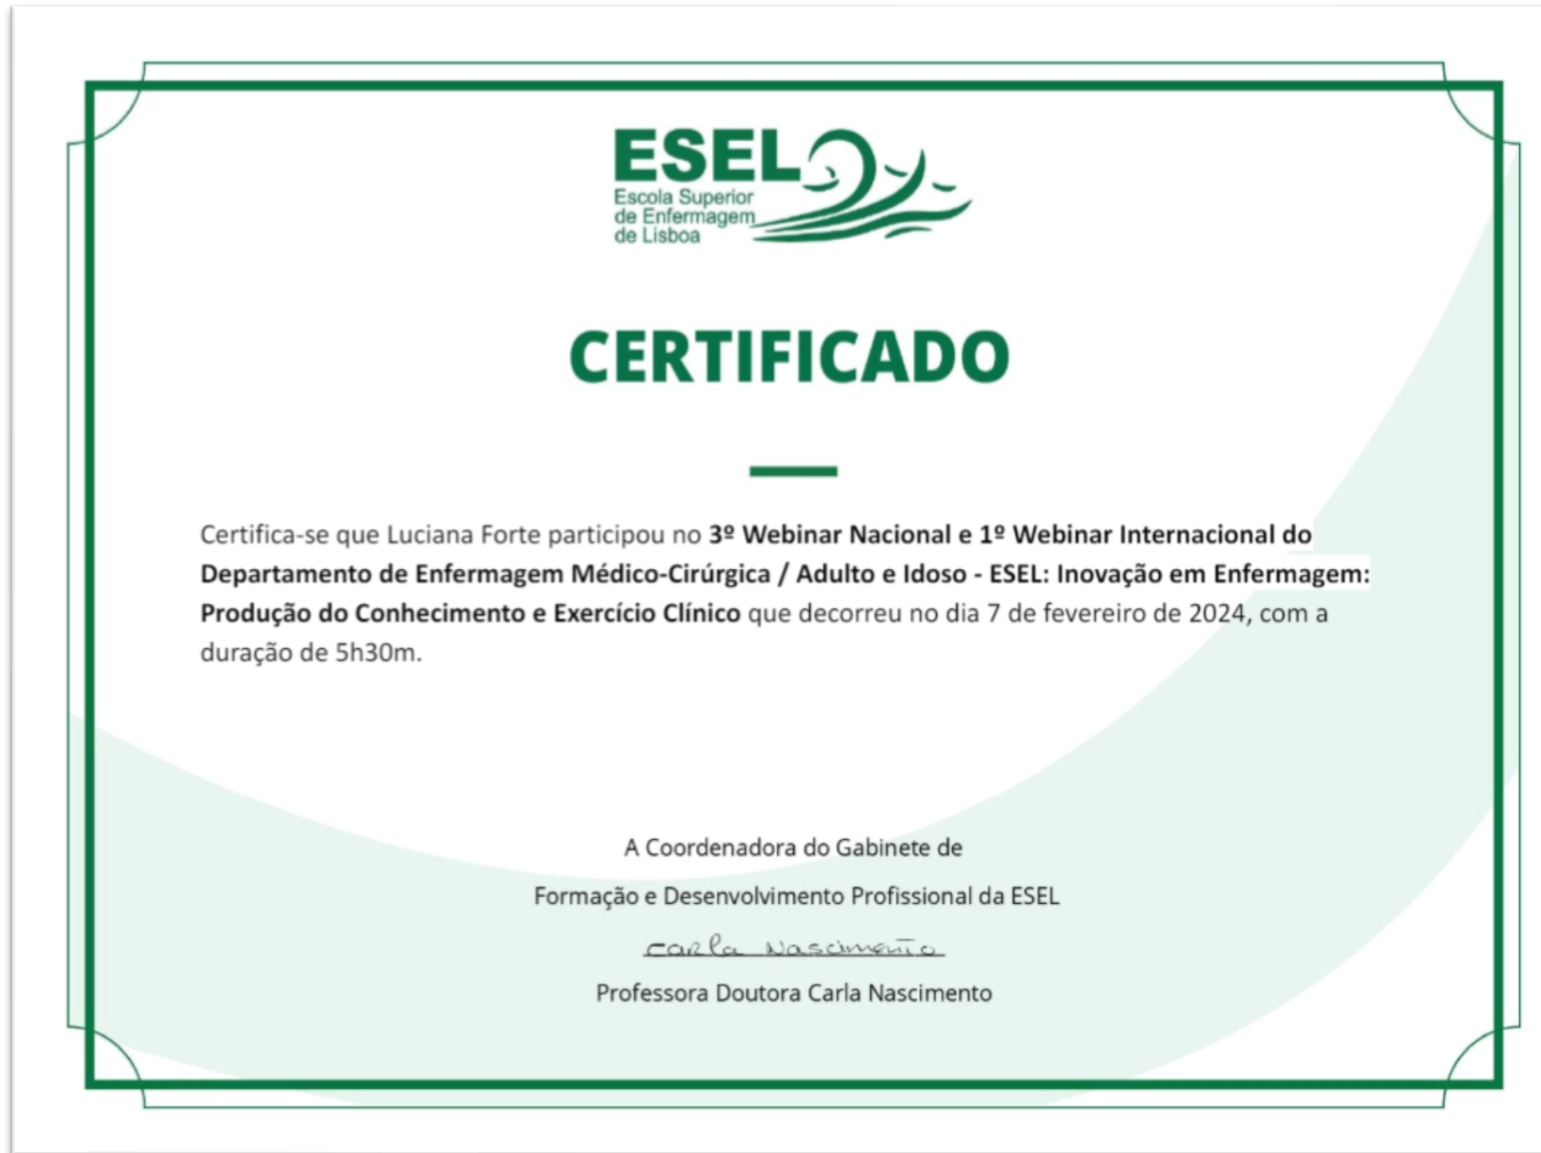 ESEL
Escola Superior
de Enfermagem
de Lisboa
CERTIFICADO
Certifica-se que Luciana Forte participou no 3º Webinar Nacional e 1º Webinar Internacional do
Departamento de Enfermagem Médico-Cirúrgica / Adulto e Idoso - ESEL: Inovação em Enfermagem:
Produção do Conhecimento e Exercício Clínico que decorreu no dia 7 de fevereiro de 2024, com a
duração de 5h30m.
A Coordenadora do Gabinete de
Formação e Desenvolvimento Profissional da ESEL
Carla Nascimento
Professora Doutora Carla Nascimento